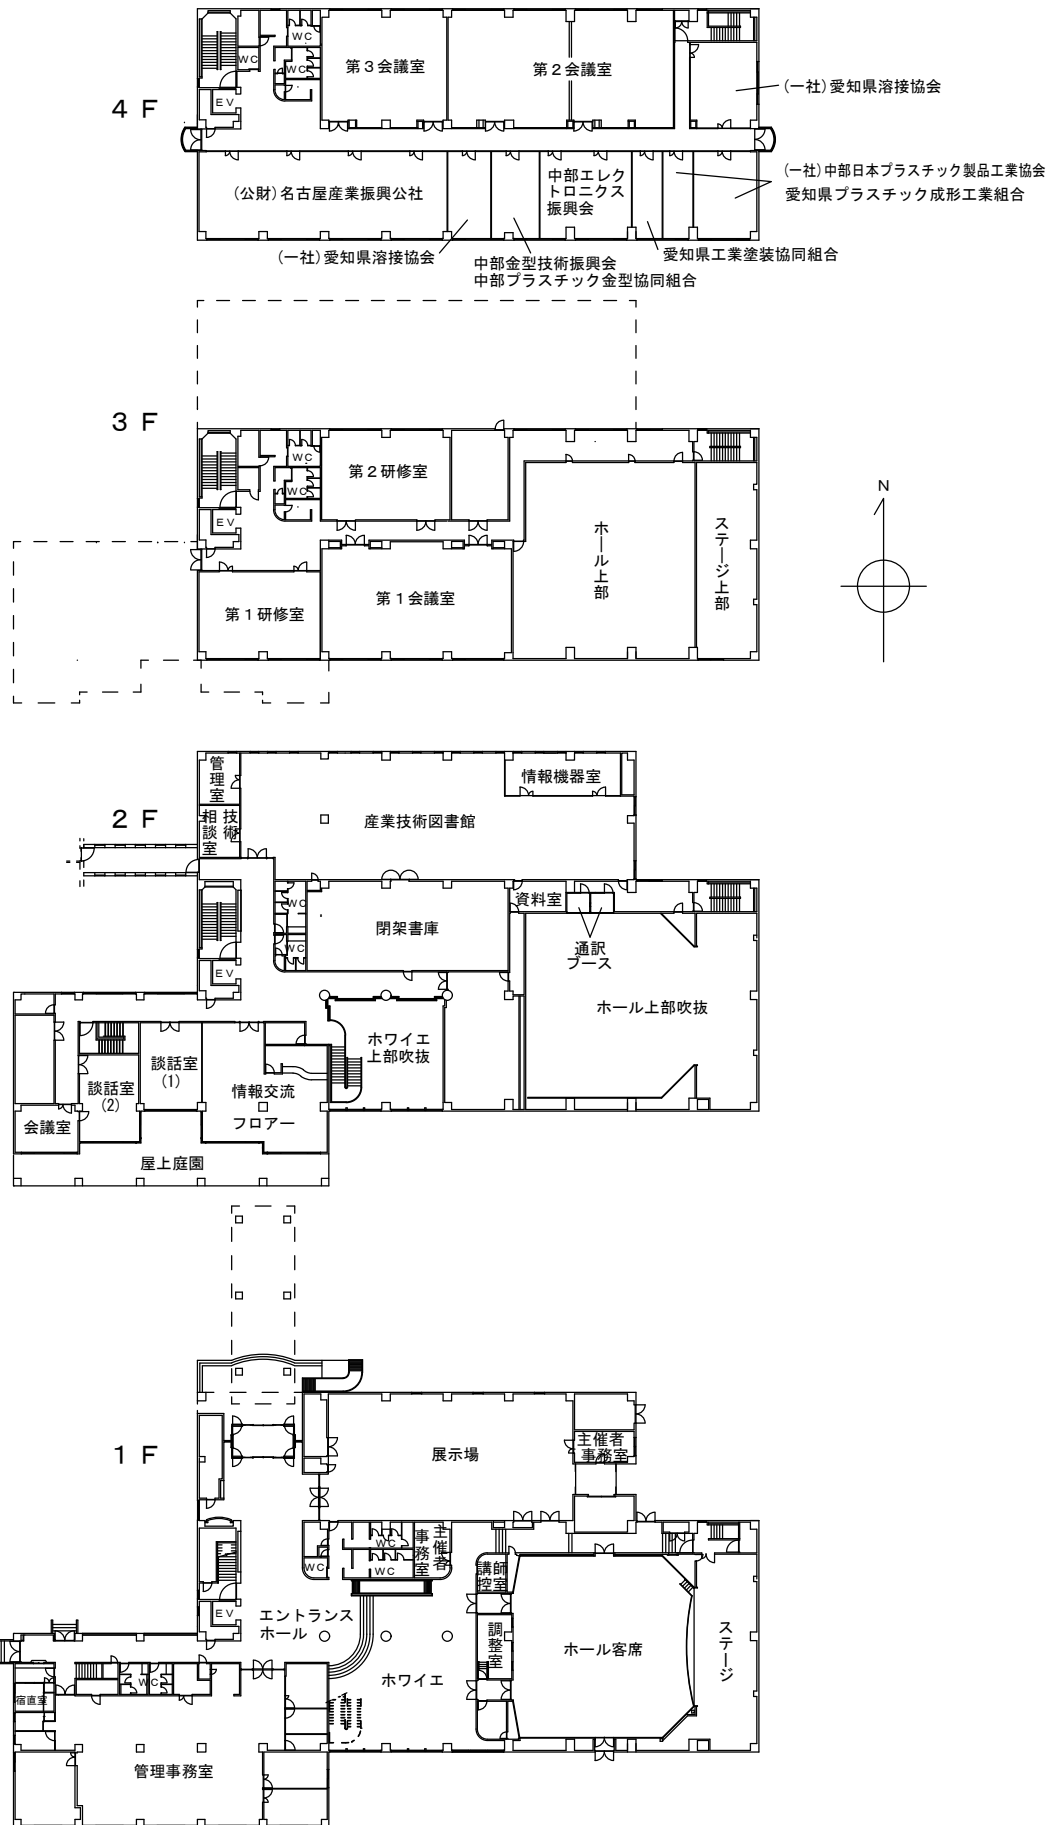 4 F
WC
WC
WC
EV
第3会議室
第2会議室
(一社)愛知県溶接協会
(公財)名古屋産業振興公社
中部エレク
トロニクス
振興会
(一社)中部日本プラスチック製品工業協会
愛知県プラスチック成形工業組合
(一社)愛知県溶接協会
中部金型技術振興会
中部プラスチック金型協同組合
愛知県工業塗装協同組合
3 F
WC
WC
EV
第2研修室
第1研修室
第1会議室
ホール上部
ステージ上部
N
2 F
管理室
技術
相談室
情報機器室
産業技術図書館
WC
WC
EV
閉架書庫
資料室
通訳
ブース
ホール上部吹抜
ホワイエ
上部吹抜
談話室
(1)
談話室
(2)
情報交流
フロアー
会議室
屋上庭園
1 F
展示場
主催者
事務室
WC
WC
WC
主催者
事務室
講師
控室
EV
エントランス
ホール
調整室
ホール客席
ステージ
ホワイエ
WC
宿直室
管理事務室